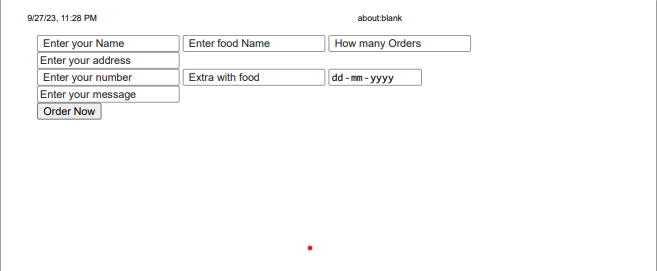 9/27/23, 11:28 PM about:blank
Enter your Name Enter food Name How many Orders
Enter your address
Enter your number Extra with food dd-mm-yyyy
Enter your message
Order Now